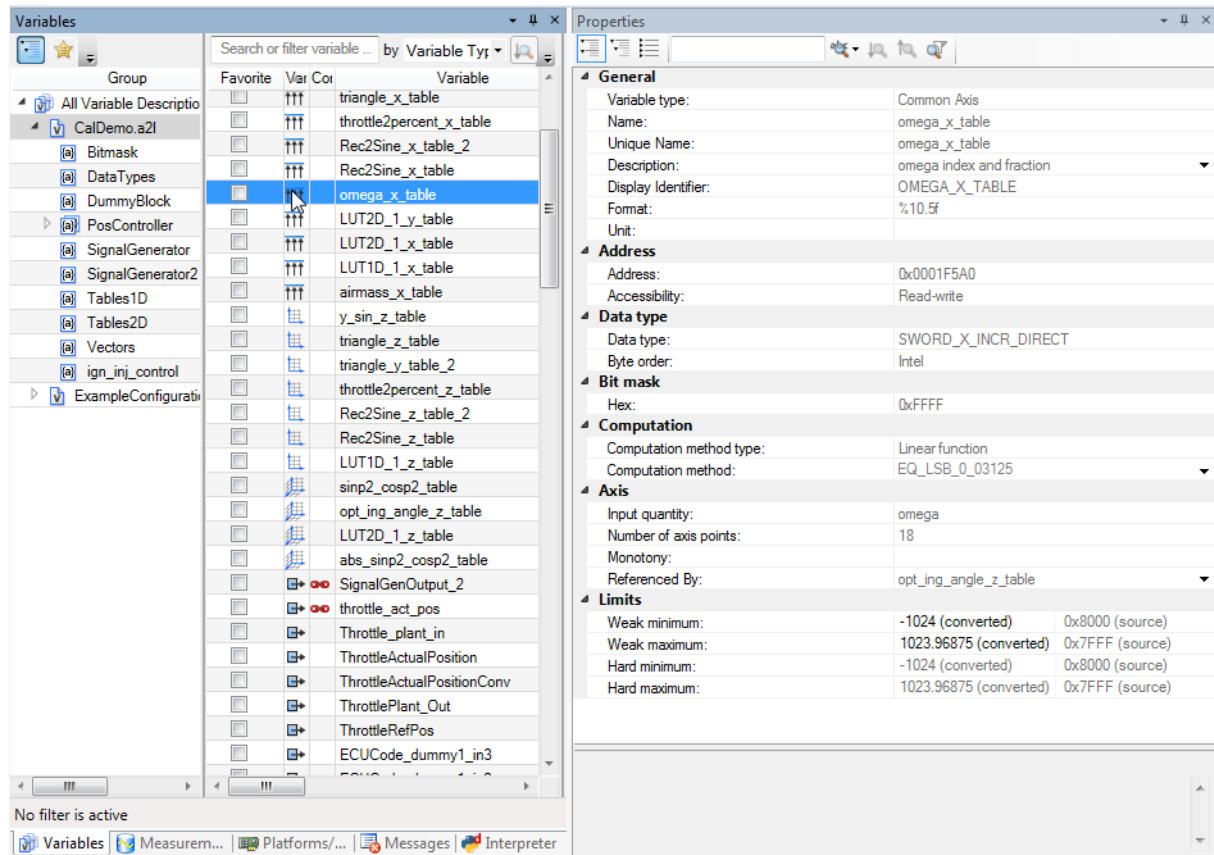 Variables
Search or filter variable ... by Variable Typ
Group
All Variable Descriptio
CalDemo.a2l
Bitmask
DataTypes
DummyBlock
PosController
SignalGenerator
SignalGenerator2
Tables1D
Tables2D
Vectors
ign_inj_control
ExampleConfigurati
Favorite Var Cor Variable
triangle_x_table
throttle2percent_x_table
Rec2Sine_x_table_2
Rec2Sine_x_table
omega_x_table
LUT2D_1_y_table
LUT2D_1_x_table
LUT1D_1_x_table
airmass_x_table
y_sin_z_table
triangle_z_table
triangle_y_table_2
throttle2percent_z_table
Rec2Sine_z_table_2
Rec2Sine_z_table
LUT1D_1_z_table
sinp2_cosp2_table
opt_ing_angle_z_table
LUT2D_1_z_table
abs_sinp2_cosp2_table
SignalGenOutput_2
throttle_act_pos
Throttle_plant_in
ThrottleActualPosition
ThrottleActualPositionConv
ThrottlePlant_Out
ThrottleRefPos
ECUCode_dummy1_in3
No filter is active
Variables Measurem... Platforms/... Messages Interpreter
Properties
General
Variable type: Common Axis
Name: omega_x_table
Unique Name: omega_x_table
Description: omega index and fraction
Display Identifier: OMEGA_X_TABLE
Format: %10.5f
Unit:
Address
Address: 0x0001F5A0
Accessibility: Read-write
Data type
Data type: SWORD_X_INCR_DIRECT
Byte order: Intel
Bit mask
Hex: 0xFFFF
Computation
Computation method type: Linear function
Computation method: EQ_LSB_0_03125
Axis
Input quantity: omega
Number of axis points: 18
Monotony:
Referenced By: opt_ing_angle_z_table
Limits
Weak minimum: -1024 (converted) 0x8000 (source)
Weak maximum: 1023.96875 (converted) 0x7FFF (source)
Hard minimum: -1024 (converted) 0x8000 (source)
Hard maximum: 1023.96875 (converted) 0x7FFF (source)